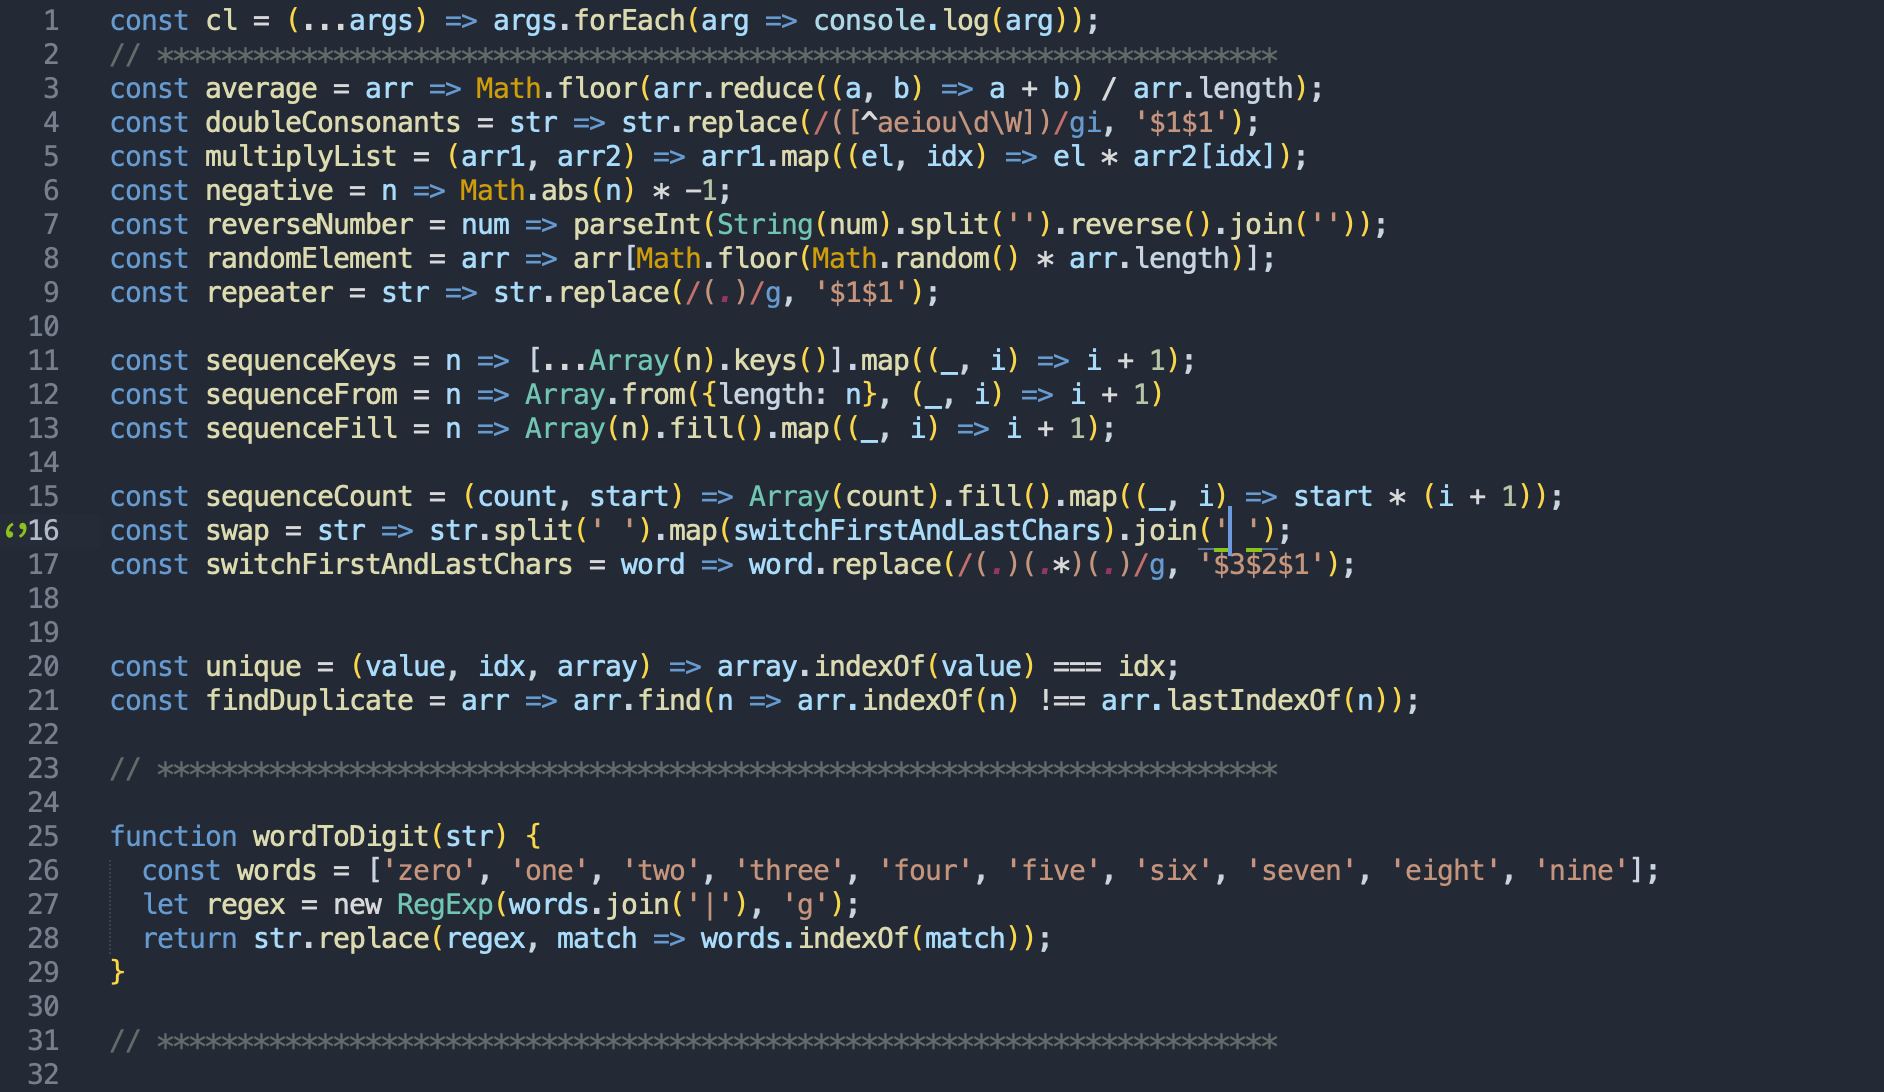 1 const cl = (...args) => args.forEach(arg => console.log(arg));
2 // **********************************************************************
3 const average = arr => Math.floor(arr.reduce((a, b) => a + b) / arr.length);
4 const doubleConsonants = str => str.replace(/([^aeiou\d\W])/gi, '$1$1');
5 const multiplyList = (arr1, arr2) => arr1.map((el, idx) => el * arr2[idx]);
6 const negative = n => Math.abs(n) * -1;
7 const reverseNumber = num => parseInt(String(num).split('').reverse().join(''));
8 const randomElement = arr => arr[Math.floor(Math.random() * arr.length)];
9 const repeater = str => str.replace(/(.)/g, '$1$1');
10
11 const sequenceKeys = n => [...Array(n).keys()].map((_, i) => i + 1);
12 const sequenceFrom = n => Array.from({length: n}, (_, i) => i + 1)
13 const sequenceFill = n => Array(n).fill().map((_, i) => i + 1);
14
15 const sequenceCount = (count, start) => Array(count).fill().map((_, i) => start * (i + 1));
16 const swap = str => str.split(' ').map(switchFirstAndLastChars).join(' ');
17 const switchFirstAndLastChars = word => word.replace(/(.)(.*)(.)/g, '$3$2$1');
18
19
20 const unique = (value, idx, array) => array.indexOf(value) === idx;
21 const findDuplicate = arr => arr.find(n => arr.indexOf(n) !== arr.lastIndexOf(n));
22
23 // **********************************************************************
24
25 function wordToDigit(str) {
26   const words = ['zero', 'one', 'two', 'three', 'four', 'five', 'six', 'seven', 'eight', 'nine'];
27   let regex = new RegExp(words.join('|'), 'g');
28   return str.replace(regex, match => words.indexOf(match));
29 }
30
31 // **********************************************************************
32